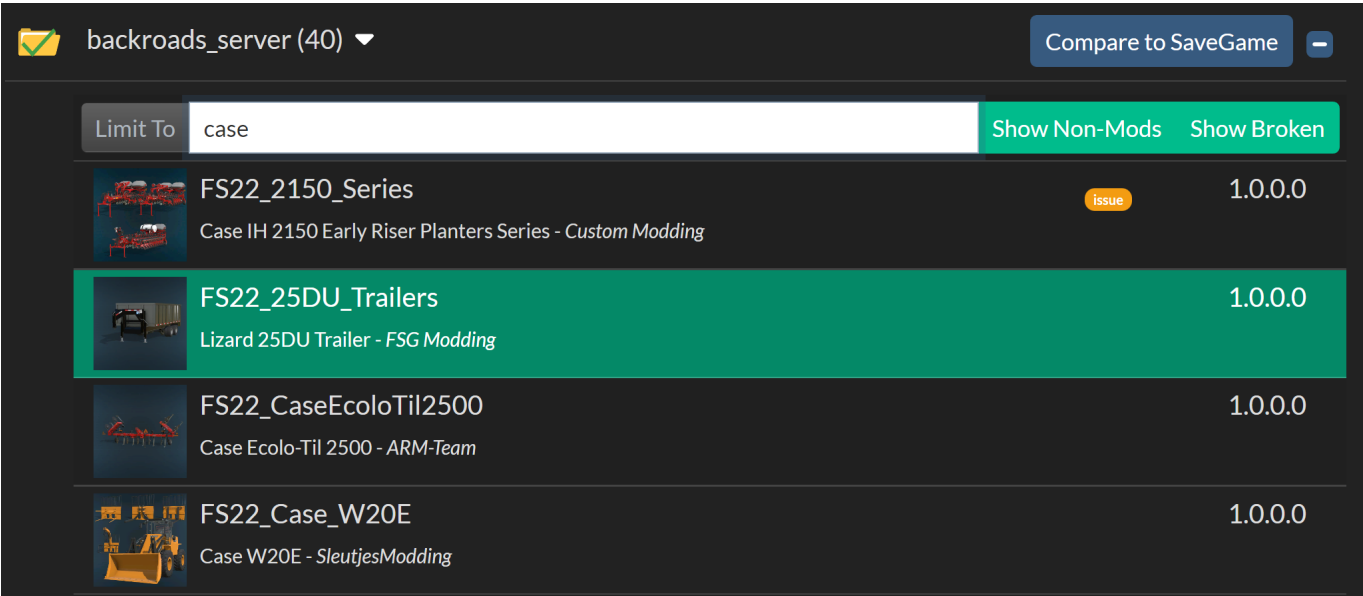 backroads_server (40)
Compare to SaveGame
Limit To
case
Show Non-Mods
Show Broken
FS22_2150_Series
issue
1.0.0.0
Case IH 2150 Early Riser Planters Series - Custom Modding
FS22_25DU_Trailers
1.0.0.0
Lizard 25DU Trailer - FSG Modding
FS22_CaseEcoloTil2500
1.0.0.0
Case Ecolo-Til 2500 - ARM-Team
FS22_Case_W20E
1.0.0.0
Case W20E - SleutjesModding